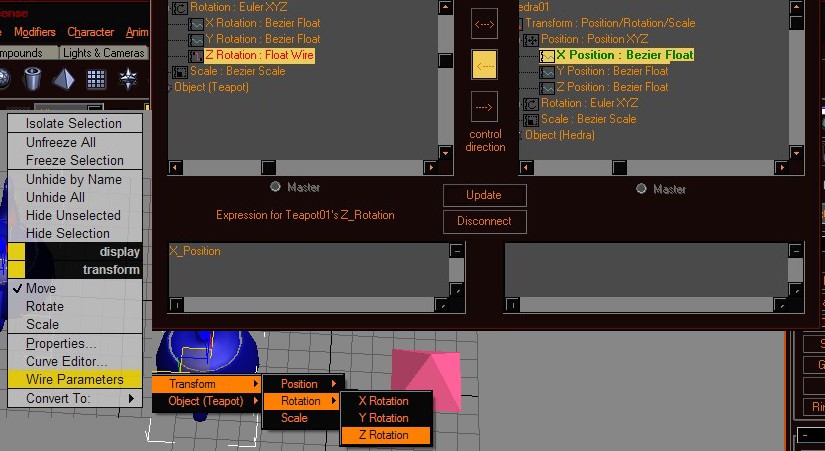 ense
Modifiers Character Anim
mpounds Lights & Cameras
Isolate Selection
Unfreeze All
Freeze Selection
Unhide by Name
Unhide All
Hide Unselected
Hide Selection
display
transform
Move
Rotate
Scale
Properties...
Curve Editor...
Wire Parameters
Convert To:
Rotation : Euler XYZ
X Rotation : Bezier Float
Y Rotation : Bezier Float
Z Rotation : Float Wire
Scale : Bezier Scale
Object (Teapot)
<--->
<----
---->
control
direction
edra01
Transform : Position/Rotation/Scale
Position : Position XYZ
X Position : Bezier Float
Y Position : Bezier Float
Z Position : Bezier Float
Rotation : Euler XYZ
Scale : Bezier Scale
Object (Hedra)
Master
Update
Master
Expression for Teapot01's Z_Rotation
Disconnect
X_Position
Transform
Object (Teapot)
Position
Rotation
Scale
X Rotation
Y Rotation
Z Rotation